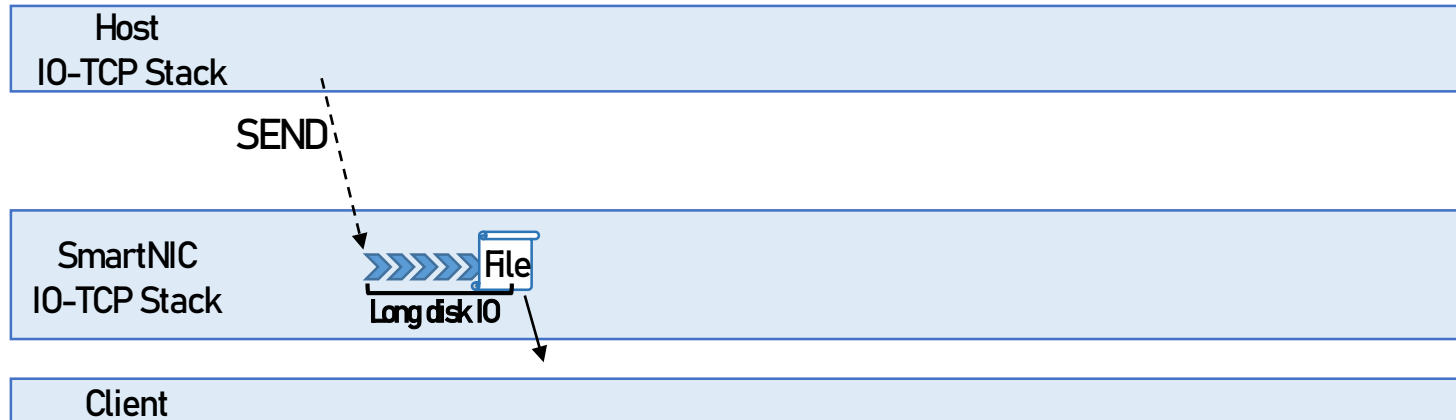 Host
IO-TCP Stack
SEND
SmartNIC
IO-TCP Stack
File
Long disk IO
Client